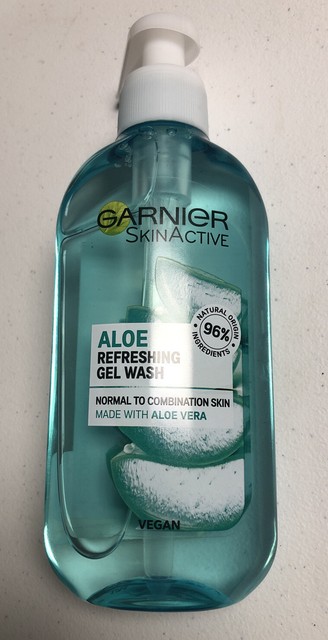 GARNIER
SKINACTIVE
NATURAL ORIGIN
96%
INGREDIENTS
ALOE
REFRESHING
GEL WASH
NORMAL TO COMBINATION SKIN
MADE WITH ALOE VERA
VEGAN